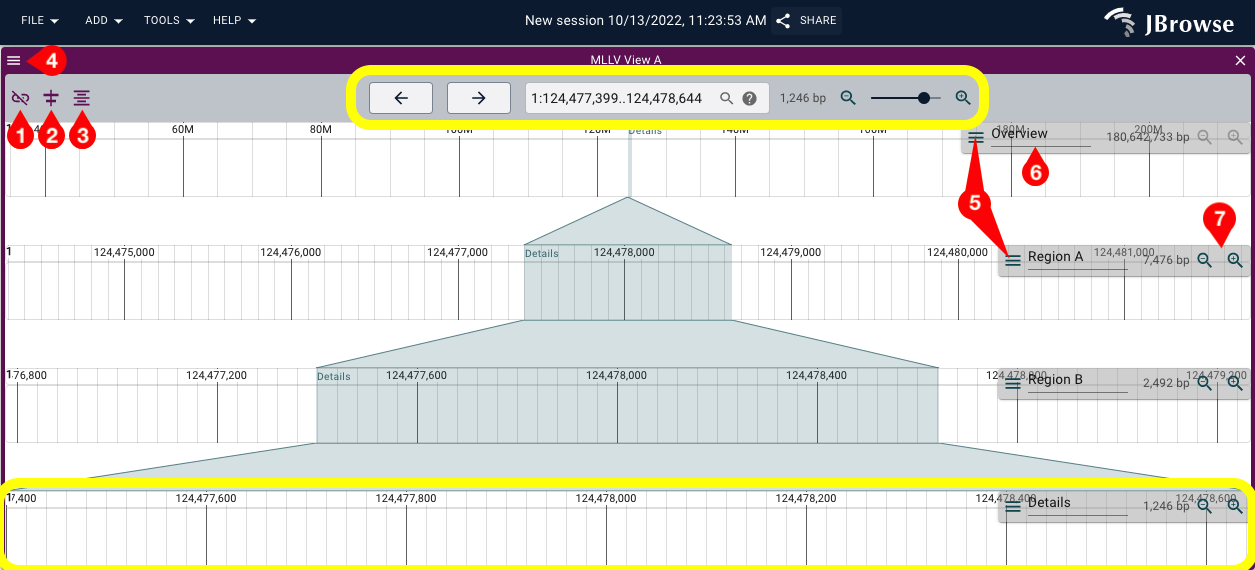 FILE ADD TOOLS HELP New session 10/13/2022, 11:23:53 AM SHARE JBrowse
4 MLLV View A
1:124,477,399..124,478,644 1,246 bp
1 2 3
60M 80M 100M 120M Details 140M 160M 180M 200M
Overview 180,642,733 bp
6
5
7
1 124,475,000 124,476,000 124,477,000 Details 124,478,000 124,479,000 124,480,000 124,481,000
Region A 7,476 bp
1 76,800 124,477,200 Details 124,477,600 124,478,000 124,478,400 124,478,800 124,479,200
Region B 2,492 bp
17,400 124,477,600 124,477,800 124,478,000 124,478,200 124,478,400 124,478,600
Details 1,246 bp